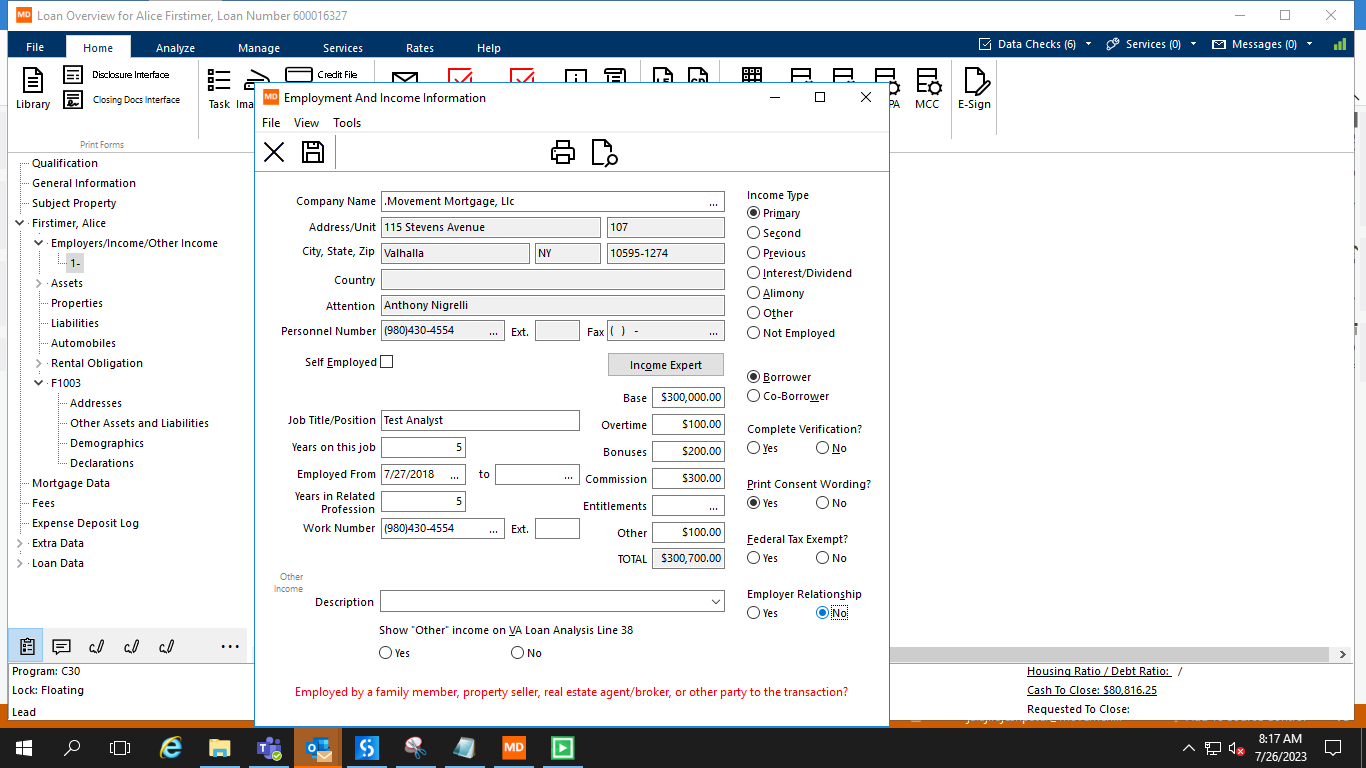 MD Loan Overview for Alice Firstimer, Loan Number 600016327
File Home Analyze Manage Services Rates Help Data Checks (6) Services (0) Messages (0)
Library
Disclosure Interface
Closing Docs Interface
Print Forms
Task
Credit File
MCC
E-Sign
Qualification
General Information
Subject Property
Firstimer, Alice
Employers/Income/Other Income
1-
Assets
Properties
Liabilities
Automobiles
Rental Obligation
F1003
Addresses
Other Assets and Liabilities
Demographics
Declarations
Mortgage Data
Fees
Expense Deposit Log
Extra Data
Loan Data
...
Program: C30
Lock: Floating
Lead
MD Employment And Income Information
File View Tools
Company Name .Movement Mortgage, Llc ...
Address/Unit 115 Stevens Avenue 107
City, State, Zip Valhalla NY 10595-1274
Country
Attention Anthony Nigrelli
Personnel Number (980)430-4554 ... Ext. Fax ( ) - ...
Self Employed
Income Expert
Job Title/Position Test Analyst
Years on this job 5
Employed From 7/27/2018 ... to ...
Years in Related
Profession 5
Work Number (980)430-4554 ... Ext.
Base $300,000.00
Overtime $100.00
Bonuses $200.00
Commission $300.00
Entitlements ...
Other $100.00
TOTAL $300,700.00
Other
Income
Description
Show "Other" income on VA Loan Analysis Line 38
Yes No
Employed by a family member, property seller, real estate agent/broker, or other party to the transaction?
Income Type
Primary
Second
Previous
Interest/Dividend
Alimony
Other
Not Employed
Borrower
Co-Borrower
Complete Verification?
Yes No
Print Consent Wording?
Yes No
Federal Tax Exempt?
Yes No
Employer Relationship
Yes No
Housing Ratio / Debt Ratio: /
Cash To Close: $80,816.25
Requested To Close:
MD
8:17 AM
7/26/2023